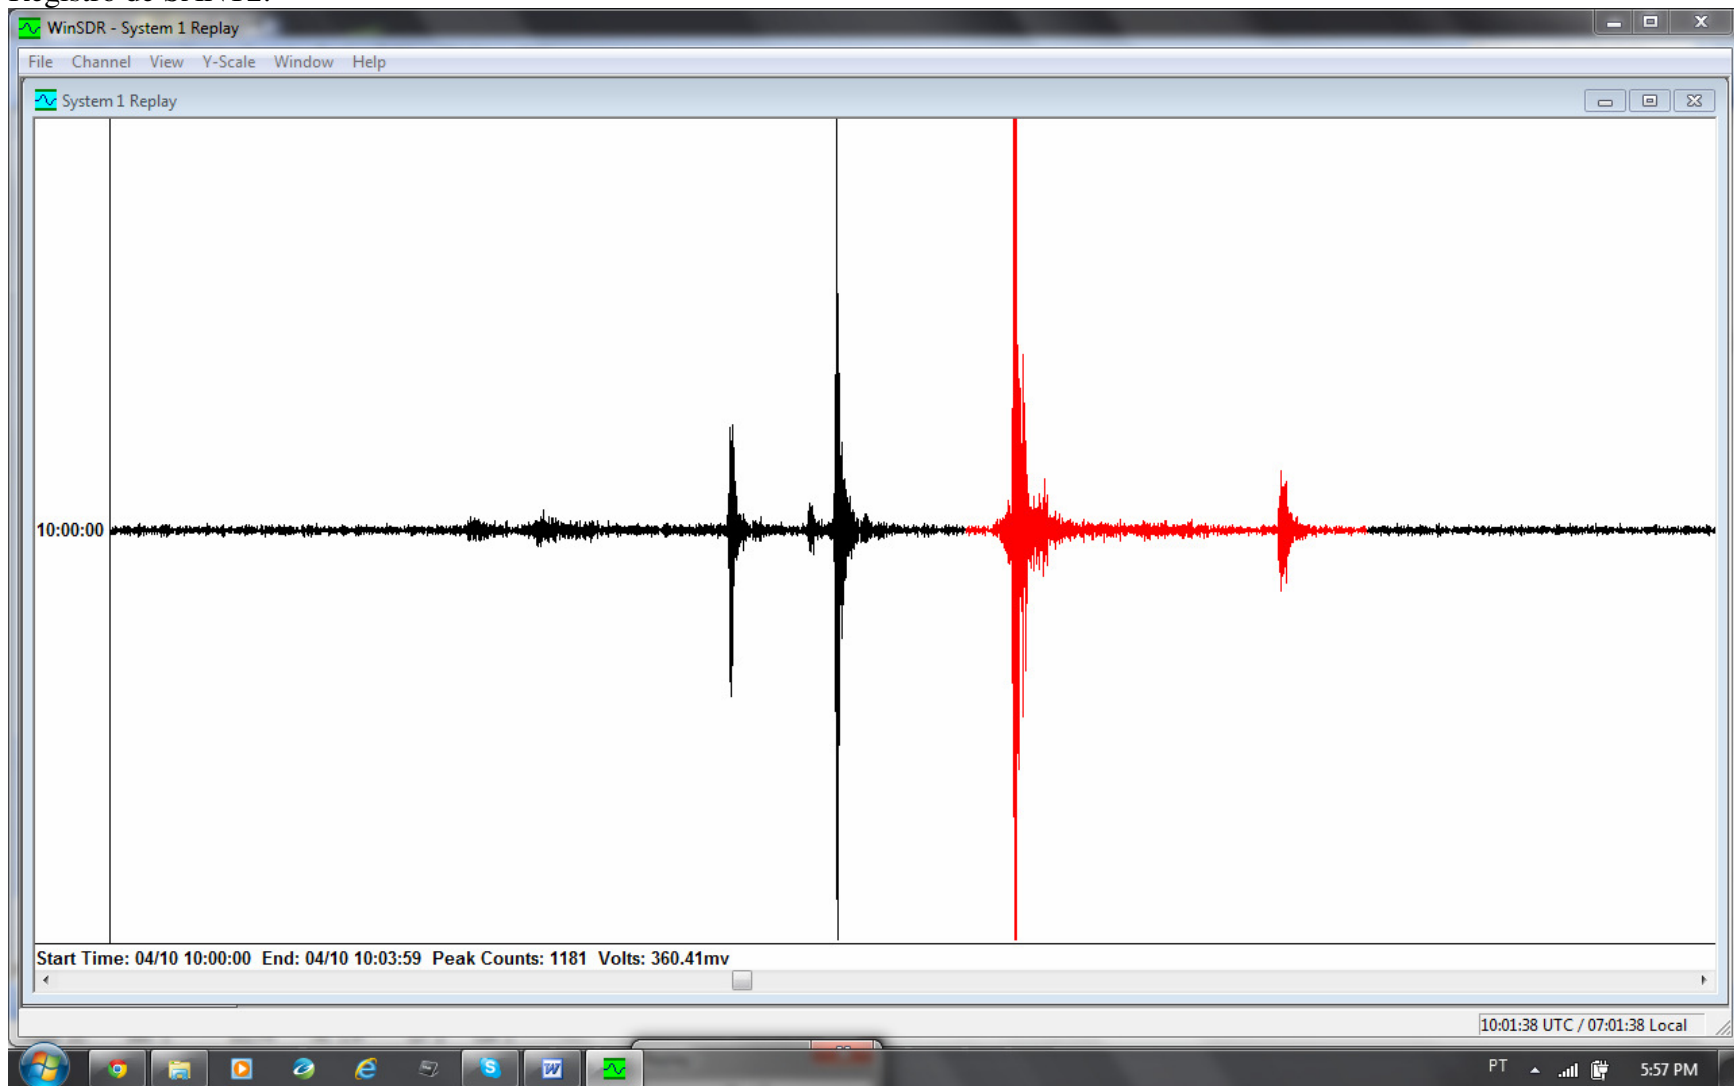 WinSDR - System 1 Replay
File Channel View Y-Scale Window Help
System 1 Replay
10:00:00
Start Time: 04/10 10:00:00 End: 04/10 10:03:59 Peak Counts: 1181 Volts: 360.41mv
10:01:38 UTC / 07:01:38 Local
PT 5:57 PM